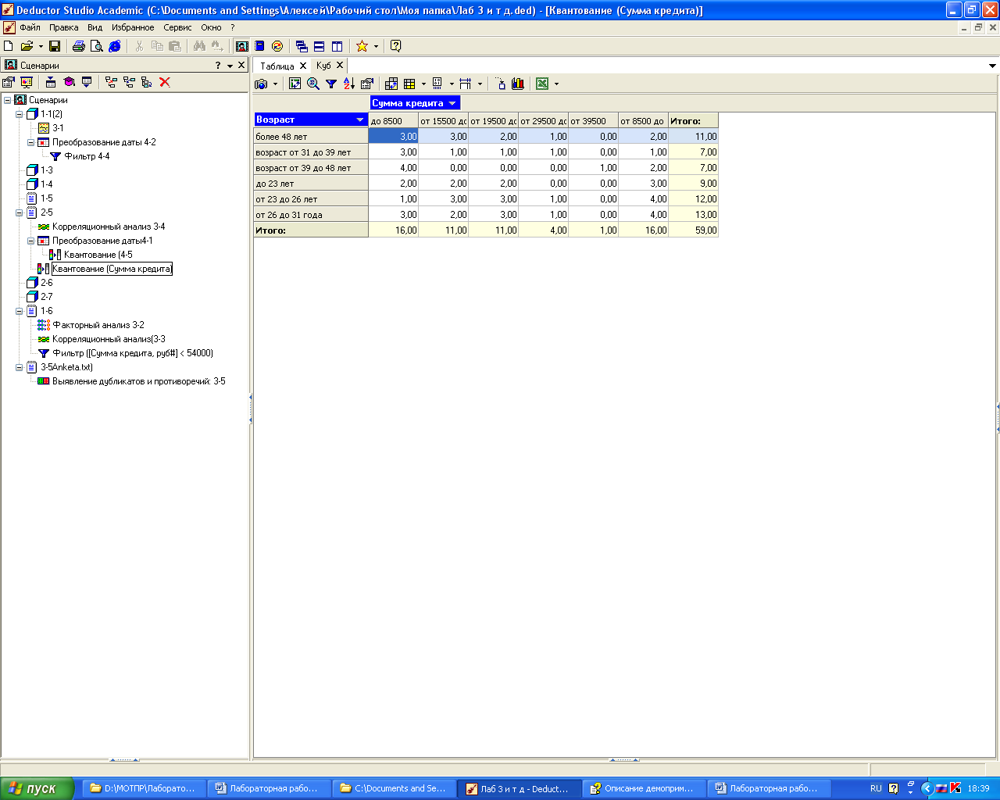 Deductor Studio Academic (C:\Documents and Settings\Алексей\Рабочий стол\Моя папка\Лаб 3 и т д.ded) - [Квантование (Сумма кредита)]
Файл Правка Вид Избранное Сервис Окно ?
Сценарии ?
Таблица Куб
Сценарии
1-1(2)
3-1
Преобразование даты 4-2
Фильтр 4-4
1-3
1-4
1-5
2-5
Корреляционный анализ 3-4
Преобразование даты4-1
Квантование (4-5
Квантование (Сумма кредита)
2-6
2-7
1-6
Факторный анализ 3-2
Корреляционный анализ(3-3
Фильтр ([Сумма кредита, руб#] < 54000)
3-5Anketa.txt)
Выявление дубликатов и противоречий: 3-5
Сумма кредита
Возраст до 8500 от 15500 до от 19500 до от 29500 до от 39500 от 8500 до Итого:
более 48 лет 3,00 3,00 2,00 1,00 0,00 2,00 11,00
возраст от 31 до 39 лет 3,00 1,00 1,00 1,00 0,00 1,00 7,00
возраст от 39 до 48 лет 4,00 0,00 0,00 0,00 1,00 2,00 7,00
до 23 лет 2,00 2,00 2,00 0,00 0,00 3,00 9,00
от 23 до 26 лет 1,00 3,00 3,00 1,00 0,00 4,00 12,00
от 26 до 31 года 3,00 2,00 3,00 1,00 0,00 4,00 13,00
Итого: 16,00 11,00 11,00 4,00 1,00 16,00 59,00
пуск D:\МОТПР\Лаборато... Лабораторная рабо... C:\Documents and Se... Лаб 3 и т д - Deduct... Описание демоприм... Лабораторная рабо... RU 18:39